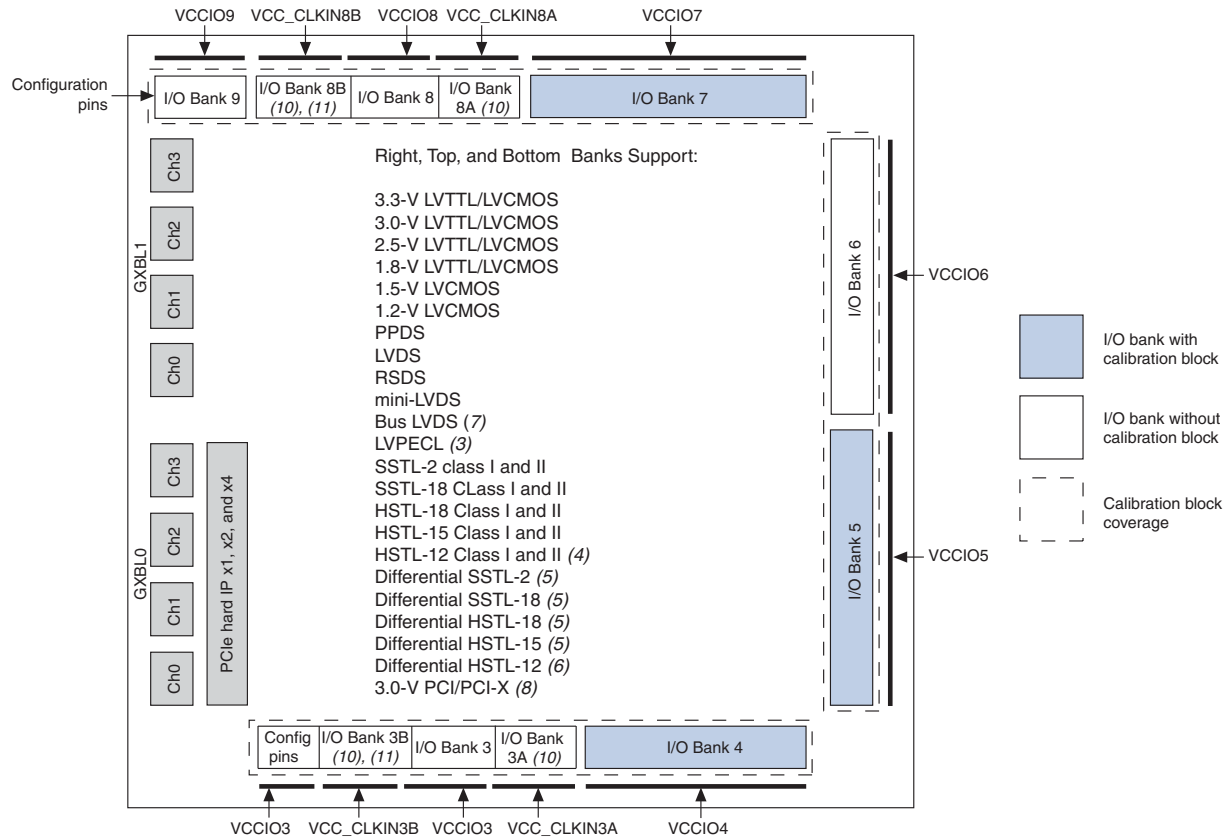 VCCIO9
VCC_CLKIN8B
VCCIO8
VCC_CLKIN8A
VCCIO7
Configuration
pins
I/O Bank 9
I/O Bank 8B
(10), (11)
I/O Bank 8
I/O Bank
8A (10)
I/O Bank 7
Right, Top, and Bottom Banks Support:
3.3-V LVTTL/LVCMOS
3.0-V LVTTL/LVCMOS
2.5-V LVTTL/LVCMOS
1.8-V LVTTL/LVCMOS
1.5-V LVCMOS
1.2-V LVCMOS
PPDS
LVDS
RSDS
mini-LVDS
Bus LVDS (7)
LVPECL (3)
SSTL-2 class I and II
SSTL-18 CLass I and II
HSTL-18 Class I and II
HSTL-15 Class I and II
HSTL-12 Class I and II (4)
Differential SSTL-2 (5)
Differential SSTL-18 (5)
Differential HSTL-18 (5)
Differential HSTL-15 (5)
Differential HSTL-12 (6)
3.0-V PCI/PCI-X (8)
GXBL1
Ch3
Ch2
Ch1
Ch0
GXBL0
Ch3
Ch2
Ch1
Ch0
PCIe hard IP x1, x2, and x4
I/O Bank 6
VCCIO6
I/O Bank 5
VCCIO5
I/O bank with
calibration block
I/O bank without
calibration block
Calibration block
coverage
Config
pins
I/O Bank 3B
(10), (11)
I/O Bank 3
I/O Bank
3A (10)
I/O Bank 4
VCCIO3
VCC_CLKIN3B
VCCIO3
VCC_CLKIN3A
VCCIO4